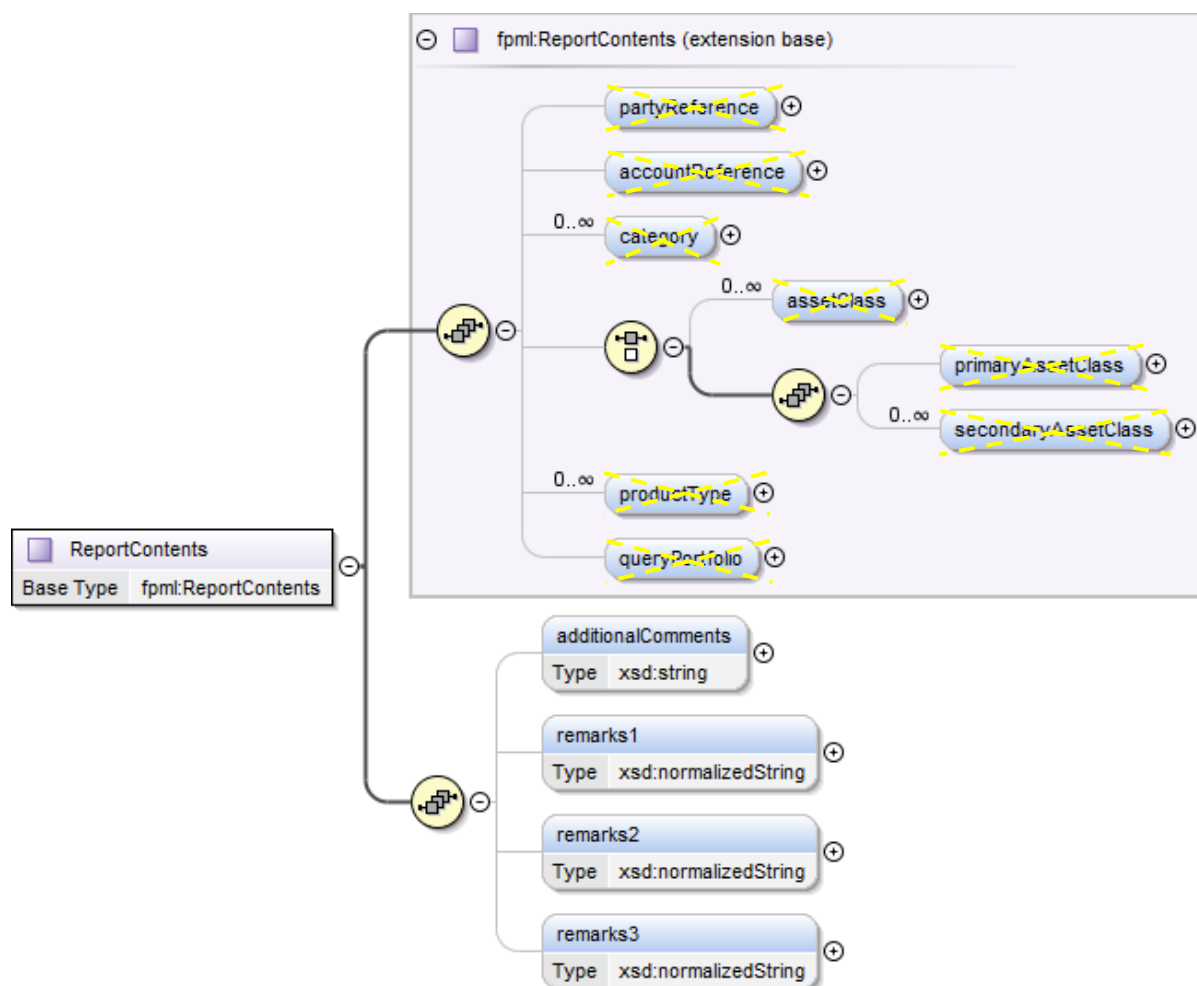 fpml:ReportContents (extension base)
partyReference
accountReference
0..∞
category
0..∞
assetClass
primaryAssetClass
0..∞
secondaryAssetClass
0..∞
productType
queryPortfolio
ReportContents
Base Type fpml:ReportContents
additionalComments
Type xsd:string
remarks1
Type xsd:normalizedString
remarks2
Type xsd:normalizedString
remarks3
Type xsd:normalizedString